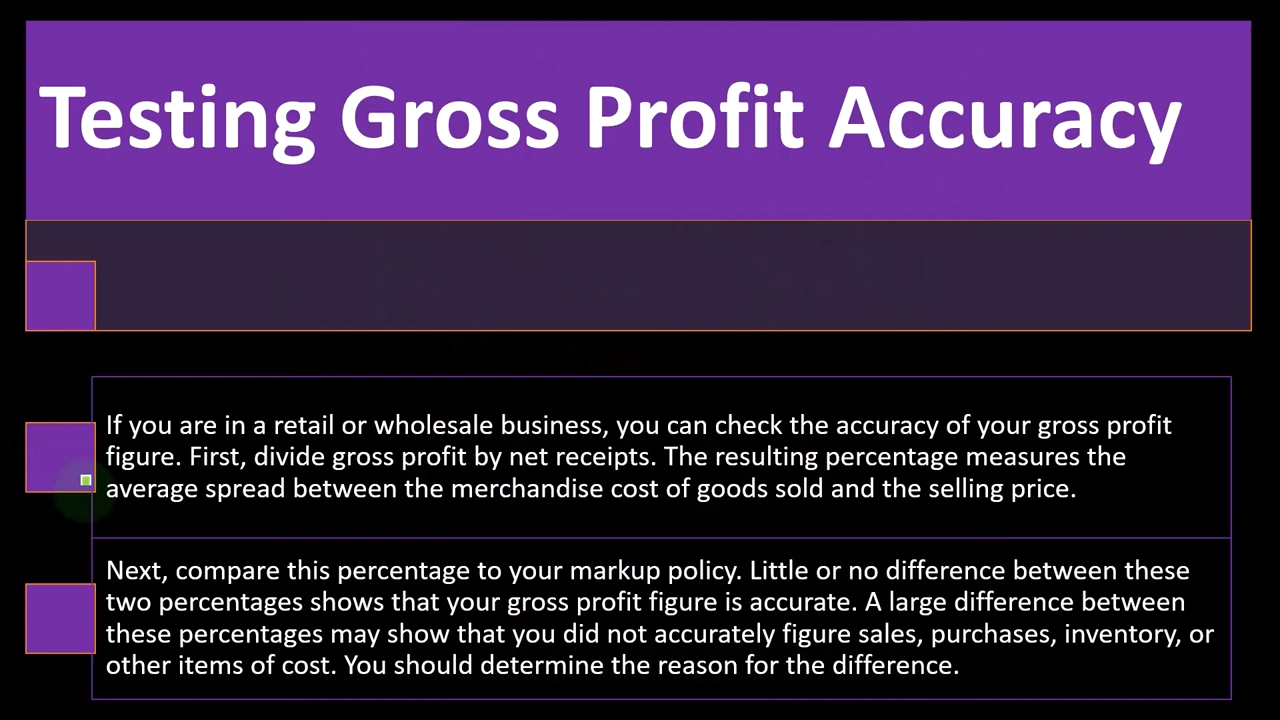 Testing Gross Profit Accuracy
If you are in a retail or wholesale business, you can check the accuracy of your gross profit
figure. First, divide gross profit by net receipts. The resulting percentage measures the
average spread between the merchandise cost of goods sold and the selling price.
Next, compare this percentage to your markup policy. Little or no difference between these
two percentages shows that your gross profit figure is accurate. A large difference between
these percentages may show that you did not accurately figure sales, purchases, inventory, or
other items of cost. You should determine the reason for the difference.